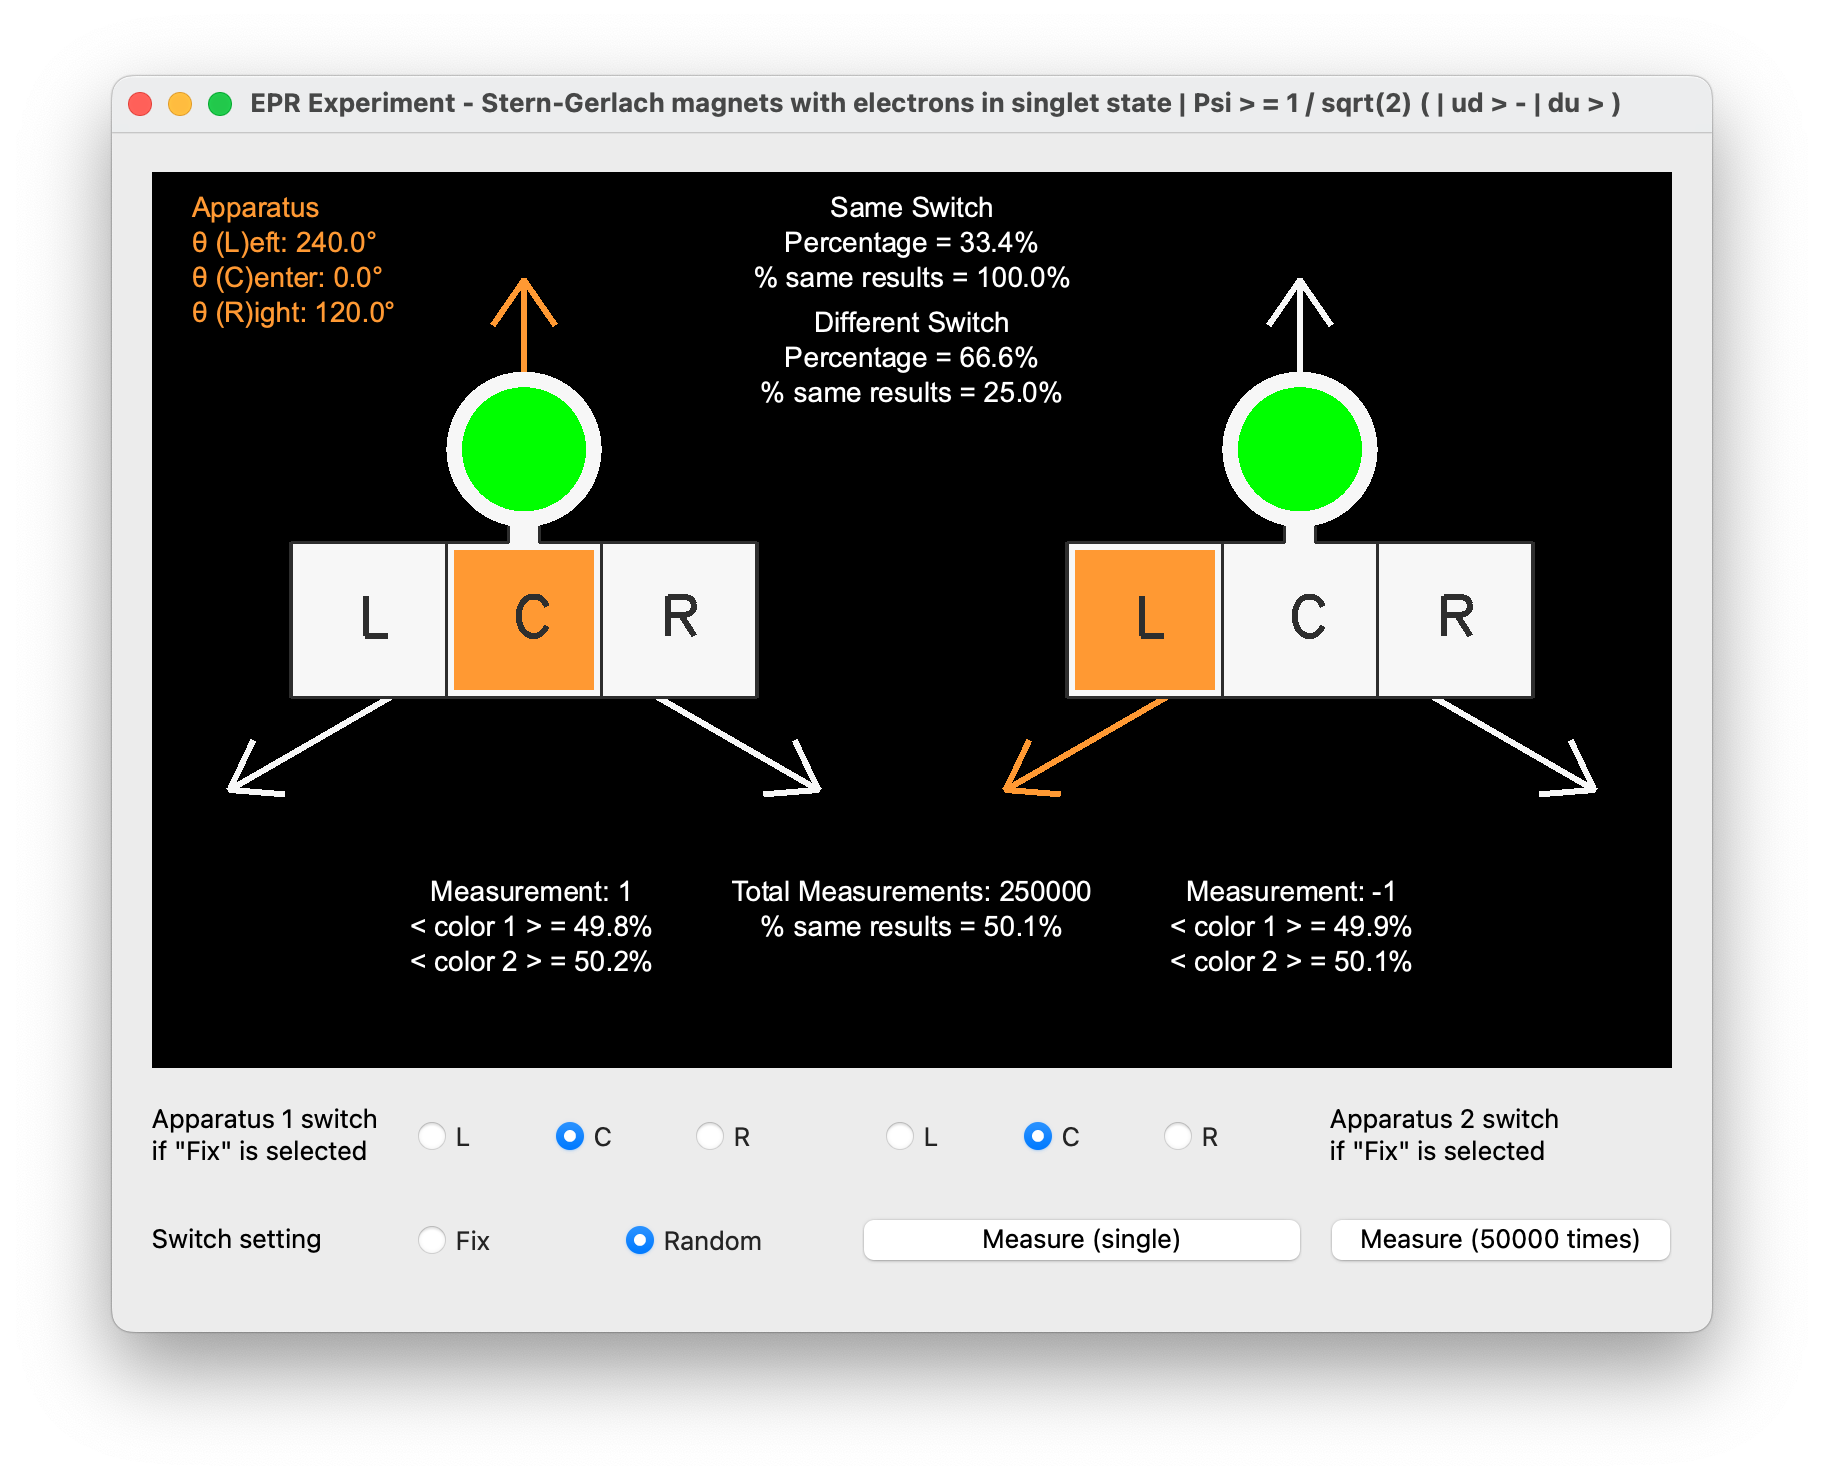 EPR Experiment - Stern-Gerlach magnets with electrons in singlet state | Psi > = 1 / sqrt(2) ( | ud > - | du > )
Apparatus
θ (L)eft: 240.0°
θ (C)enter: 0.0°
θ (R)ight: 120.0°
Same Switch
Percentage = 33.4%
% same results = 100.0%
Different Switch
Percentage = 66.6%
% same results = 25.0%
L C R
L C R
Measurement: 1
< color 1 > = 49.8%
< color 2 > = 50.2%
Total Measurements: 250000
% same results = 50.1%
Measurement: -1
< color 1 > = 49.9%
< color 2 > = 50.1%
Apparatus 1 switch
if "Fix" is selected
L C R
L C R
Apparatus 2 switch
if "Fix" is selected
Switch setting
Fix Random
Measure (single)
Measure (50000 times)